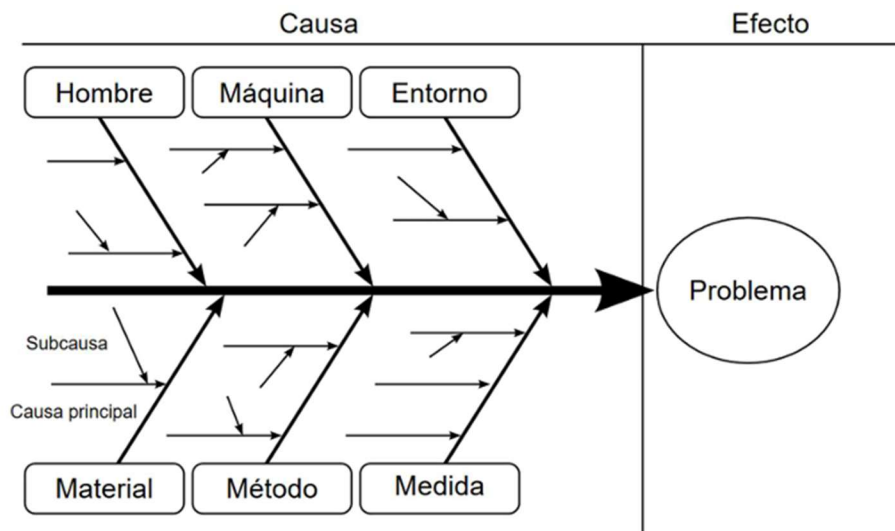 Causa
Efecto
Hombre
Máquina
Entorno
Problema
Subcausa
Causa principal
Material
Método
Medida